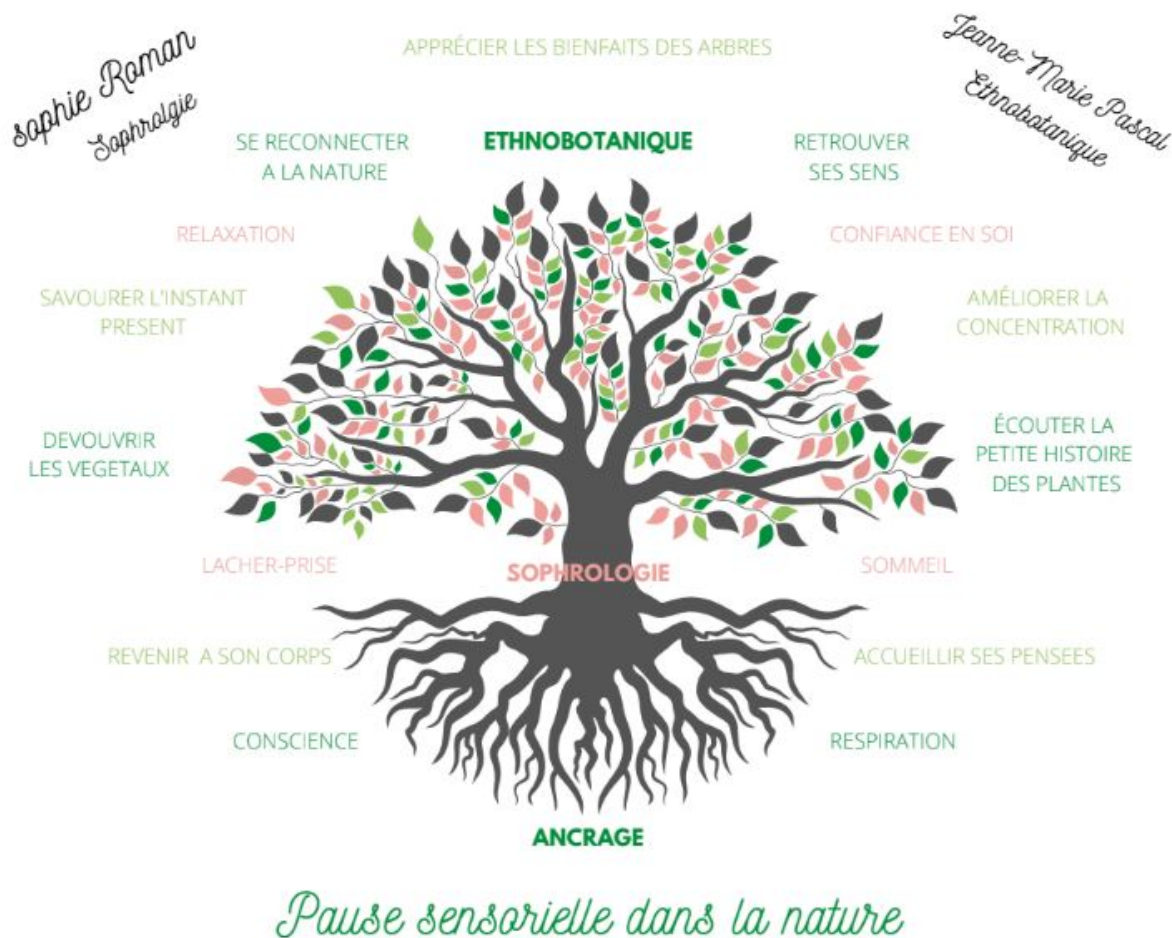 sophie Roman
Sophrolgie
APPRÉCIER LES BIENFAITS DES ARBRES
Jeanne-Marie Pascal
Ethnobotanique
SE RECONNECTER
A LA NATURE
ETHNOBOTANIQUE
RETROUVER
SES SENS
RELAXATION
CONFIANCE EN SOI
SAVOURER L'INSTANT
PRESENT
AMÉLIORER LA
CONCENTRATION
DEVOUVRIR
LES VEGETAUX
ÉCOUTER LA
PETITE HISTOIRE
DES PLANTES
LACHER-PRISE
SOPHROLOGIE
SOMMEIL
REVENIR A SON CORPS
ACCUEILLIR SES PENSEES
CONSCIENCE
RESPIRATION
ANCRAGE
Pause sensorielle dans la nature